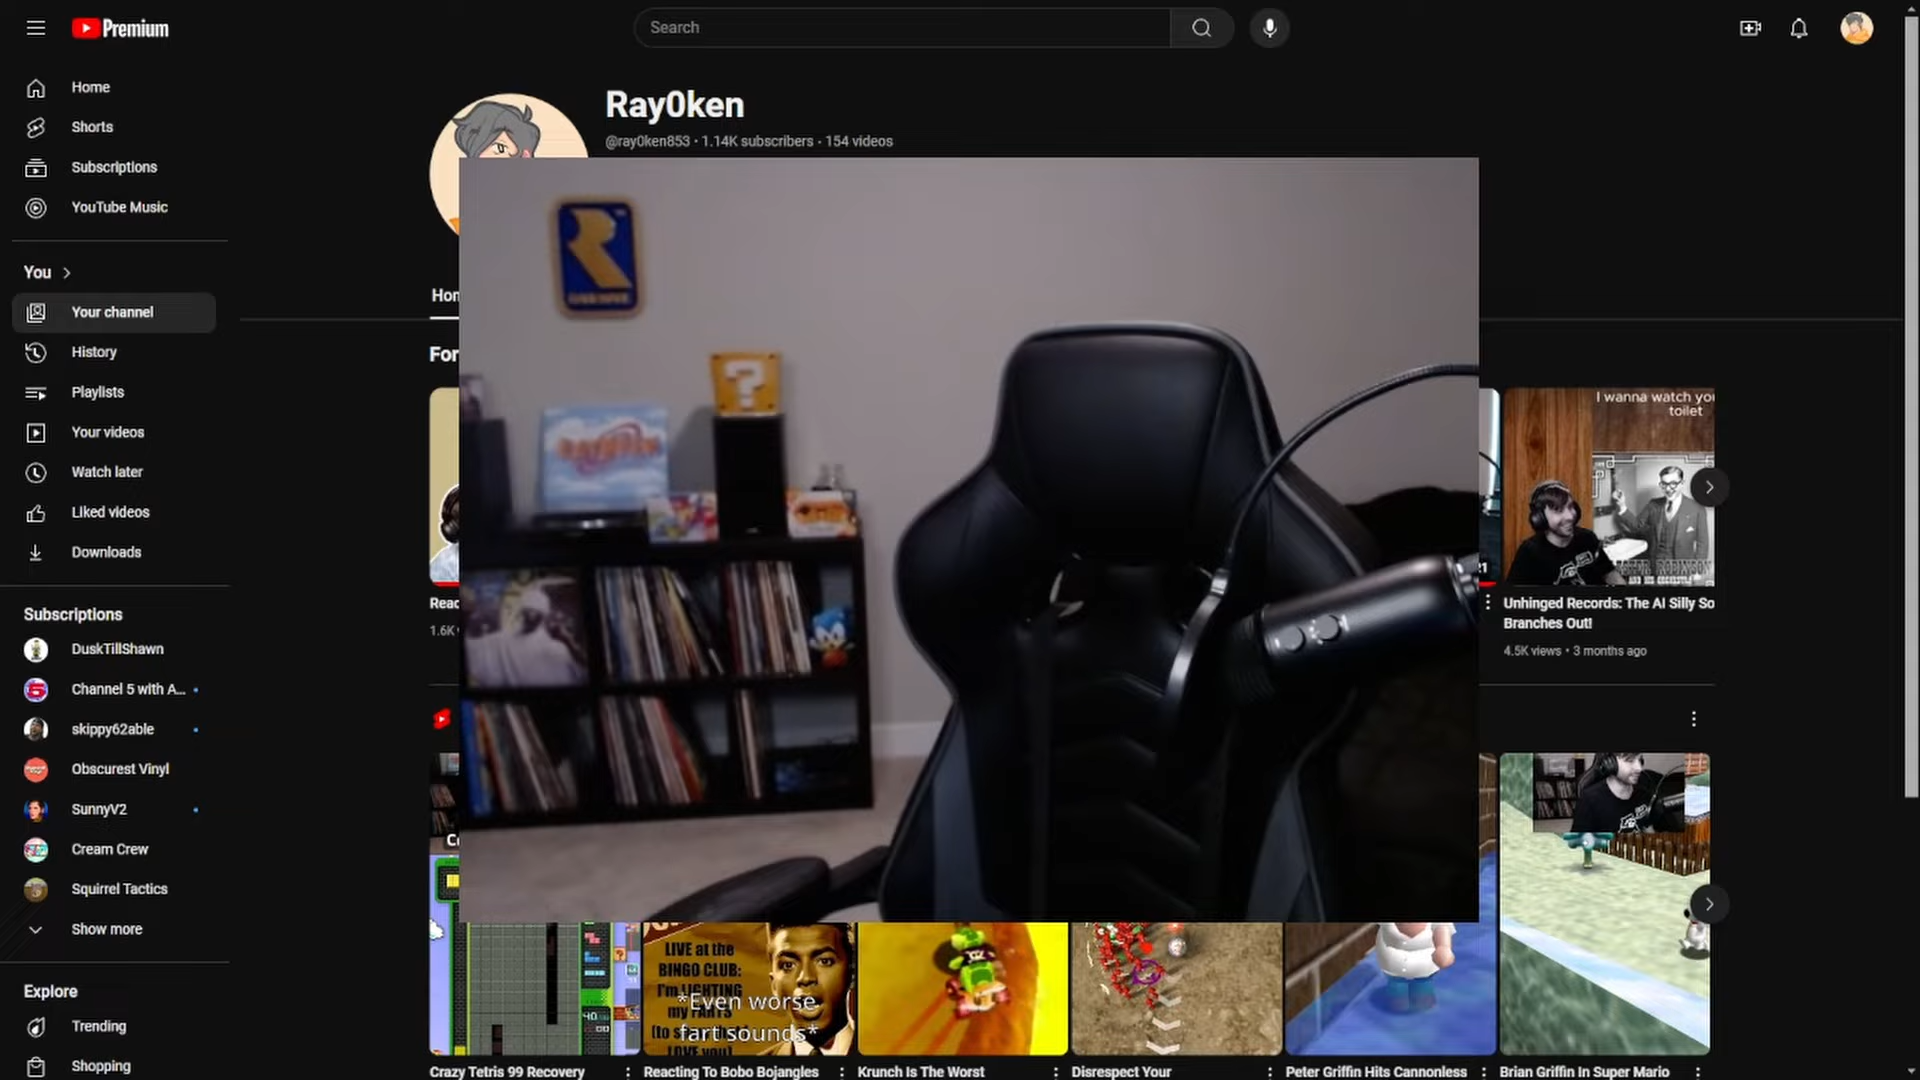 Premium
Search
Home
Shorts
Subscriptions
YouTube Music
You
Your channel
History
Playlists
Your videos
Watch later
Liked videos
Downloads
Subscriptions
DuskTillShawn
Channel 5 with A...
skippy62able
Obscurest Vinyl
SunnyV2
Cream Crew
Squirrel Tactics
Show more
Explore
Trending
Shopping
Ray0ken
@ray0ken853 • 1.14K subscribers • 154 videos
Hon
For
Reac
1.6K
?
I wanna watch you
toilet
Unhinged Records: The AI Silly So
Branches Out!
4.5K views • 3 months ago
LIVE at the
BINGO CLUB:
I'm LIGHTING
my FARTS
*Even worse
fart sounds*
Crazy Tetris 99 Recovery
Reacting To Bobo Bojangles
Krunch Is The Worst
Disrespect Your
Peter Griffin Hits Cannonless
Brian Griffin In Super Mario